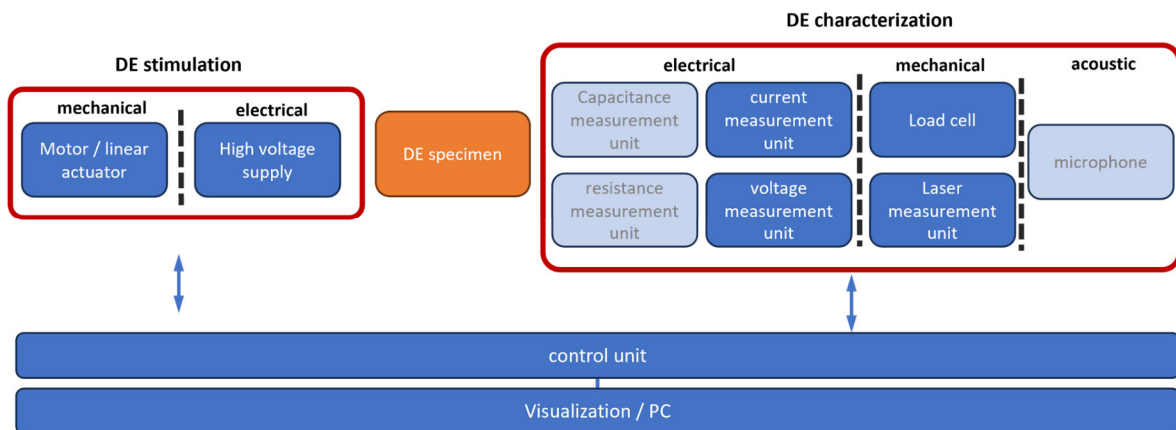 DE characterization
DE stimulation
electrical
mechanical
acoustic
mechanical
electrical
Capacitance
measurement
unit
current
measurement
unit
Load cell
Motor / linear
actuator
High voltage
supply
DE specimen
microphone
resistance
measurement
unit
voltage
measurement
unit
Laser
measurement
unit
control unit
Visualization / PC